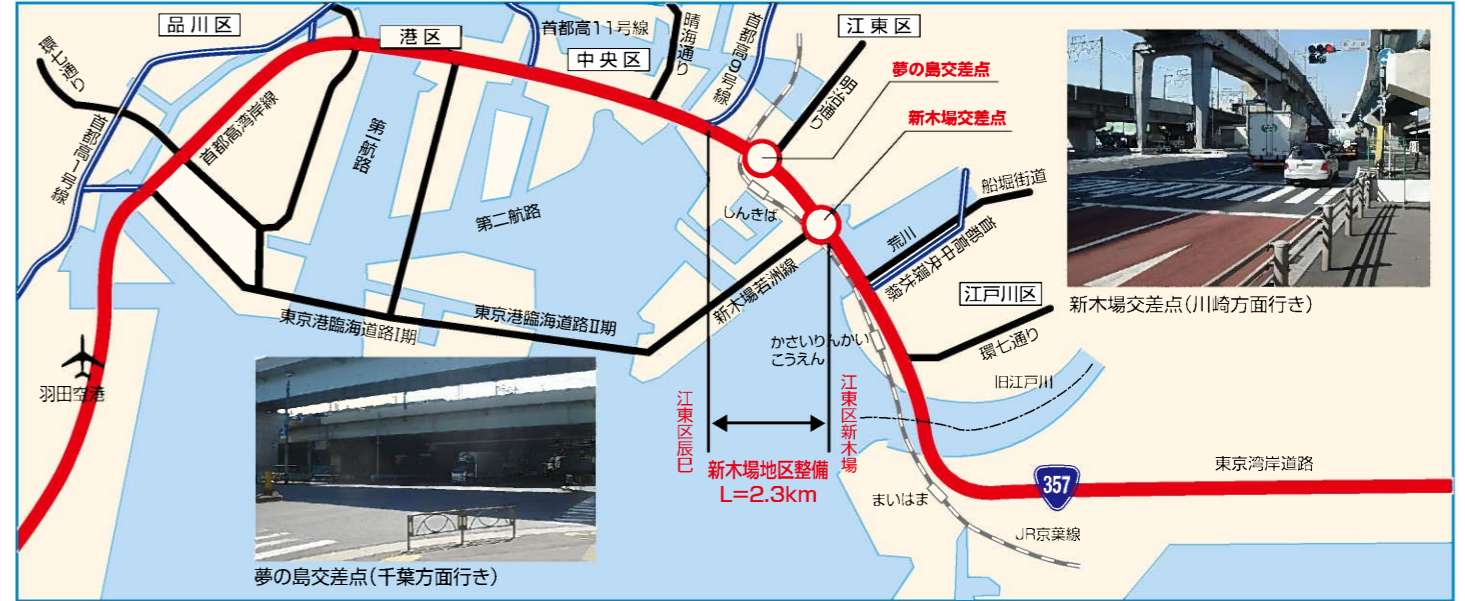 品川区
港区
首都高11号線
中央区
晴海通り
首都高9号線
江東区
夢の島交差点
新木場交差点
明治通り
環七通り
首都高1号線
首都高湾岸線
第一航路
第二航路
しんきば
船堀街道
荒川
首都高中央環状線
江戸川区
新木場交差点(川崎方面行き)
新木場若洲線
東京港臨海道路Ⅰ期
東京港臨海道路Ⅱ期
かさいりんかい
こうえん
環七通り
旧江戸川
羽田空港
江東区辰巳
江東区新木場
新木場地区整備
L=2.3km
東京湾岸道路
357
まいはま
JR京葉線
夢の島交差点(千葉方面行き)